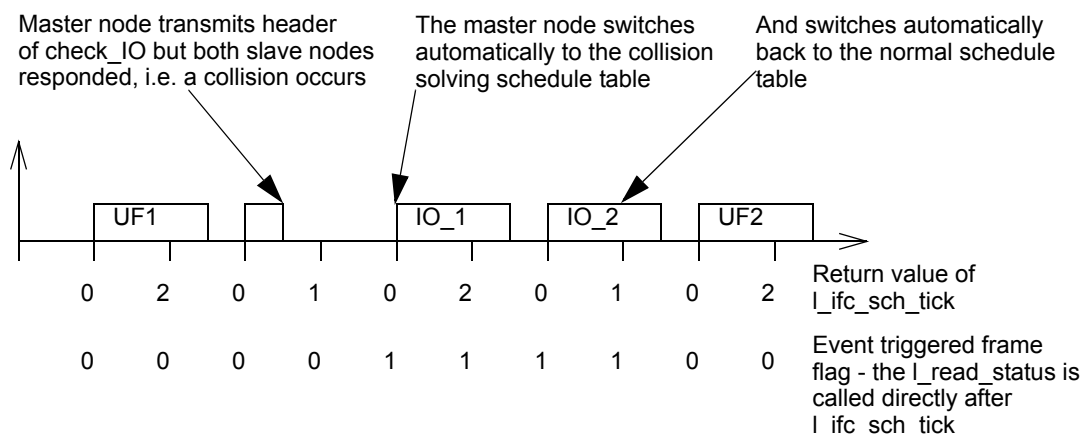 Master node transmits header
of check_IO but both slave nodes
responded, i.e. a collision occurs
The master node switches
automatically to the collision
solving schedule table
And switches automatically
back to the normal schedule
table
UF1
IO_1
IO_2
UF2
0 2 0 1 0 2 0 1 0 2
Return value of
l_ifc_sch_tick
0 0 0 0 1 1 1 1 0 0
Event triggered frame
flag - the l_read_status is
called directly after
l_ifc_sch_tick